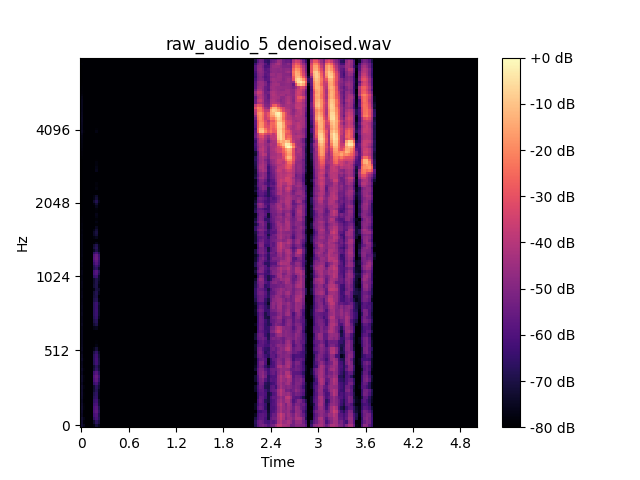 raw_audio_5_denoised.wav
Hz
4096
2048
1024
512
0
0 0.6 1.2 1.8 2.4 3 3.6 4.2 4.8
Time
+0 dB
-10 dB
-20 dB
-30 dB
-40 dB
-50 dB
-60 dB
-70 dB
-80 dB